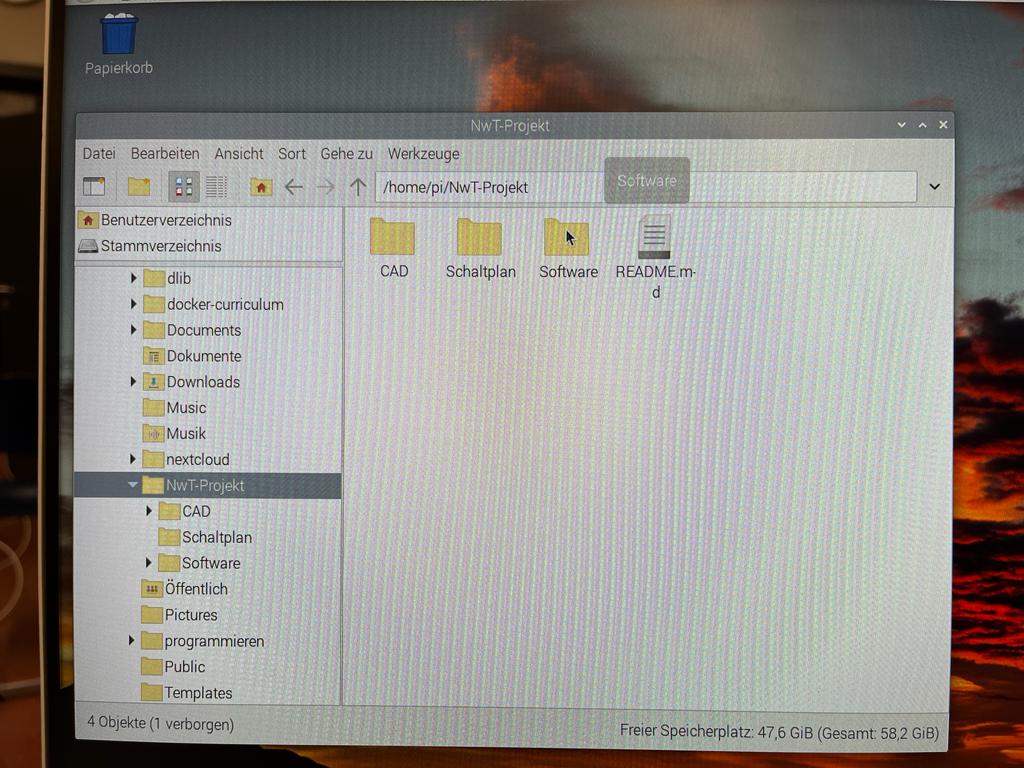 Papierkorb
NwT-Projekt
Datei Bearbeiten Ansicht Sort Gehe zu Werkzeuge
/home/pi/NwT-Projekt
Software
Benutzerverzeichnis
Stammverzeichnis
dlib
docker-curriculum
Documents
Dokumente
Downloads
Music
Musik
nextcloud
NwT-Projekt
CAD
Schaltplan
Software
Öffentlich
Pictures
programmieren
Public
Templates
CAD
Schaltplan
Software
README.m-
d
4 Objekte (1 verborgen)
Freier Speicherplatz: 47,6 GiB (Gesamt: 58,2 GiB)